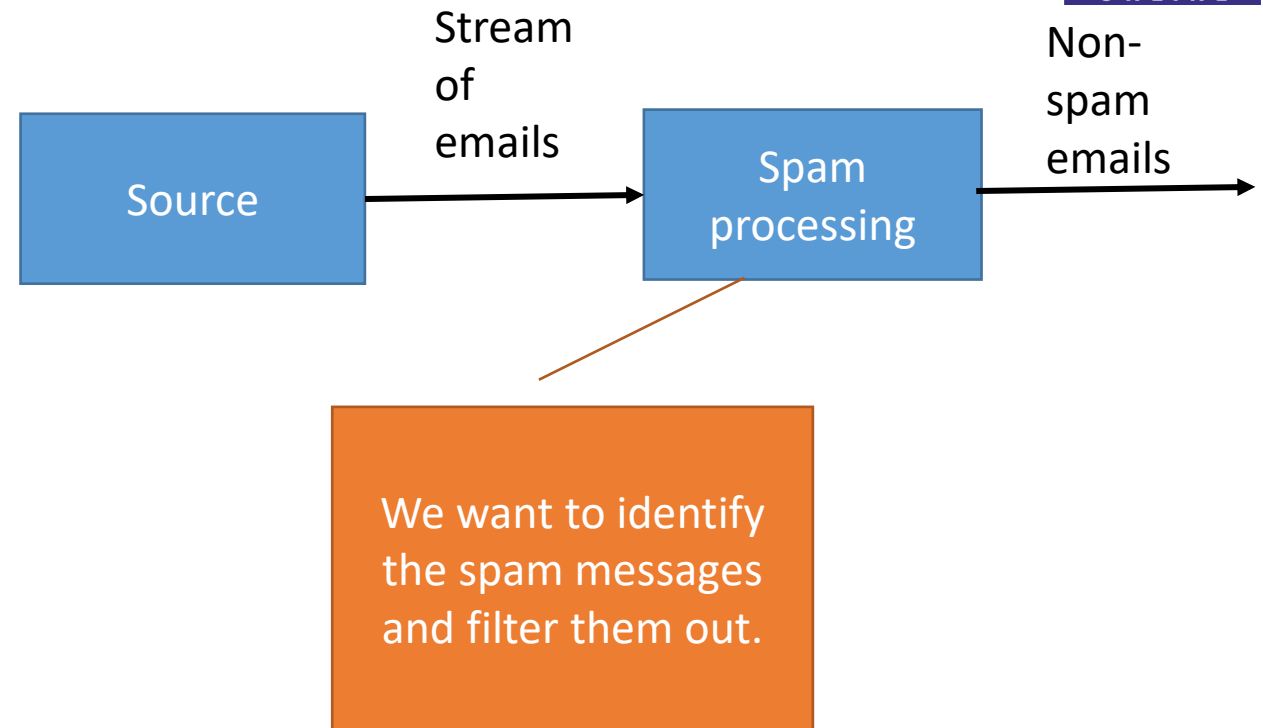 Stream
of
emails
Non-
spam
emails
Source
Spam
processing
We want to identify
the spam messages
and filter them out.